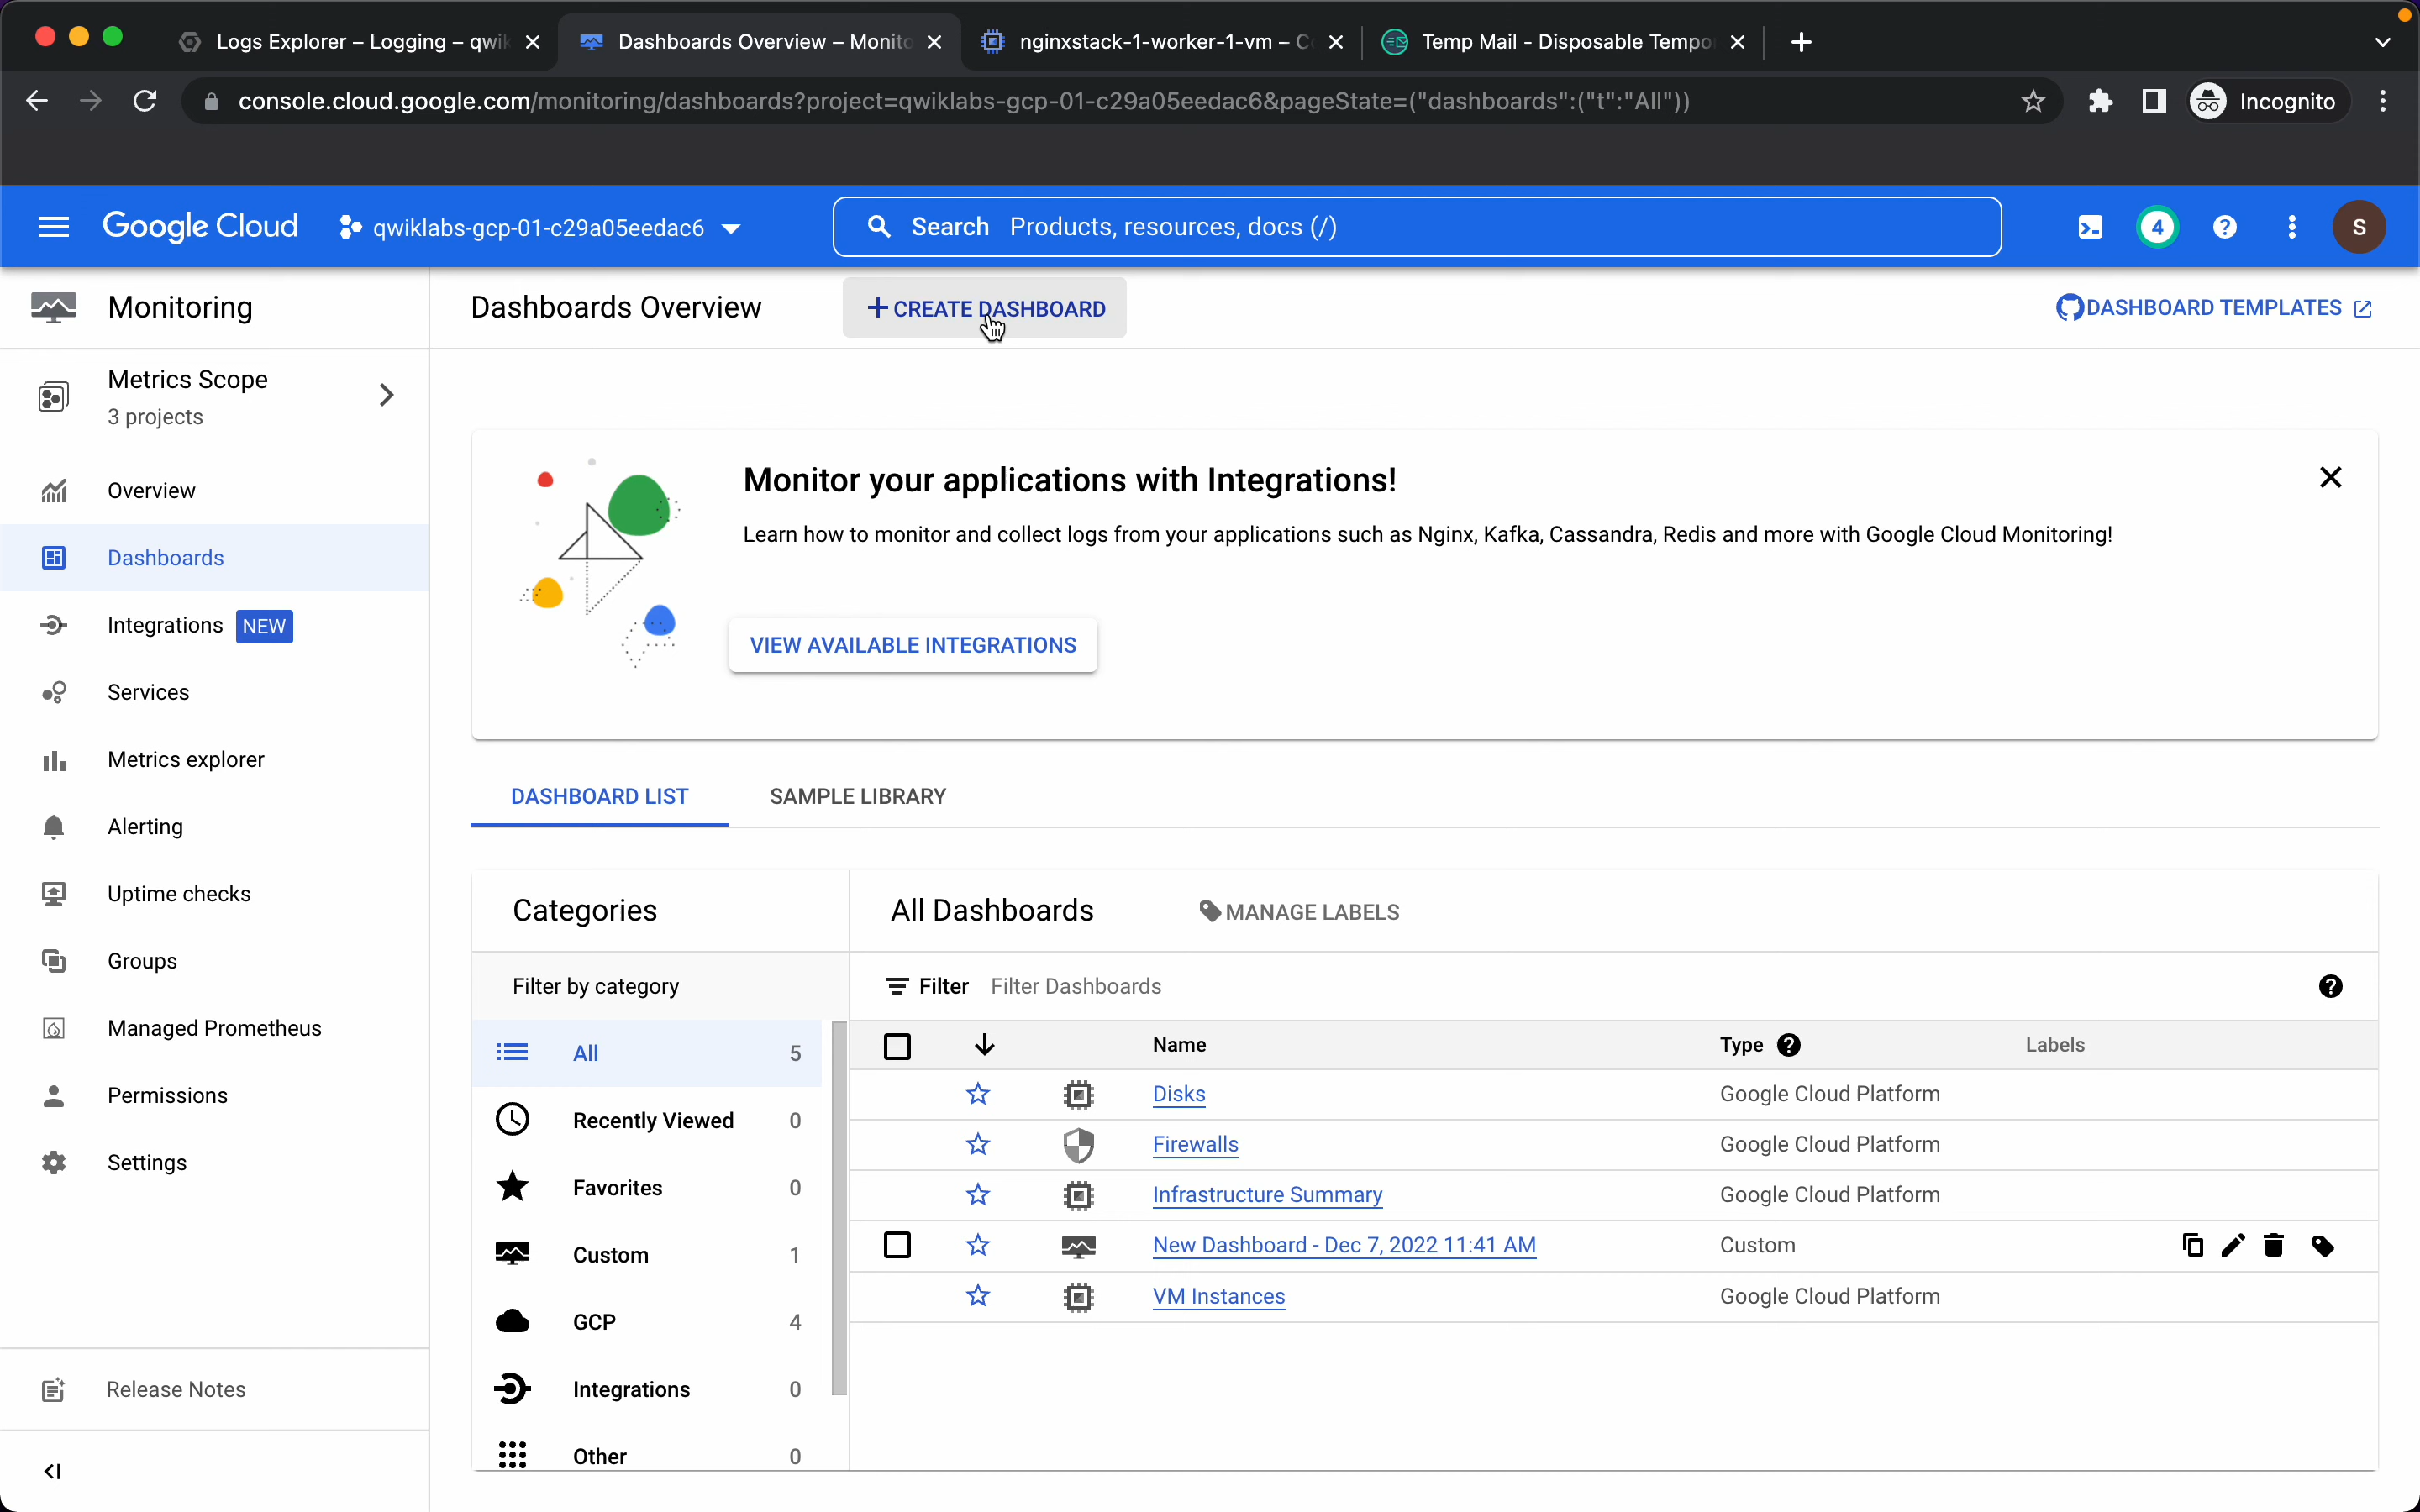 Logs Explorer – Logging – qwik
Dashboards Overview – Monito
nginxstack-1-worker-1-vm – C
Temp Mail - Disposable Tempo
console.cloud.google.com/monitoring/dashboards?project=qwiklabs-gcp-01-c29a05eedac6&pageState=("dashboards":("t":"All"))
Incognito
Google Cloud
qwiklabs-gcp-01-c29a05eedac6
Search Products, resources, docs (/)
4
S
Monitoring
Dashboards Overview
+ CREATE DASHBOARD
DASHBOARD TEMPLATES
Metrics Scope
3 projects
Overview
Dashboards
Integrations NEW
Services
Metrics explorer
Alerting
Uptime checks
Groups
Managed Prometheus
Permissions
Settings
Release Notes
Monitor your applications with Integrations!
Learn how to monitor and collect logs from your applications such as Nginx, Kafka, Cassandra, Redis and more with Google Cloud Monitoring!
VIEW AVAILABLE INTEGRATIONS
DASHBOARD LIST
SAMPLE LIBRARY
Categories
Filter by category
All 5
Recently Viewed 0
Favorites 0
Custom 1
GCP 4
Integrations 0
Other 0
All Dashboards
MANAGE LABELS
Filter Filter Dashboards
Name Type Labels
Disks Google Cloud Platform
Firewalls Google Cloud Platform
Infrastructure Summary Google Cloud Platform
New Dashboard - Dec 7, 2022 11:41 AM Custom
VM Instances Google Cloud Platform